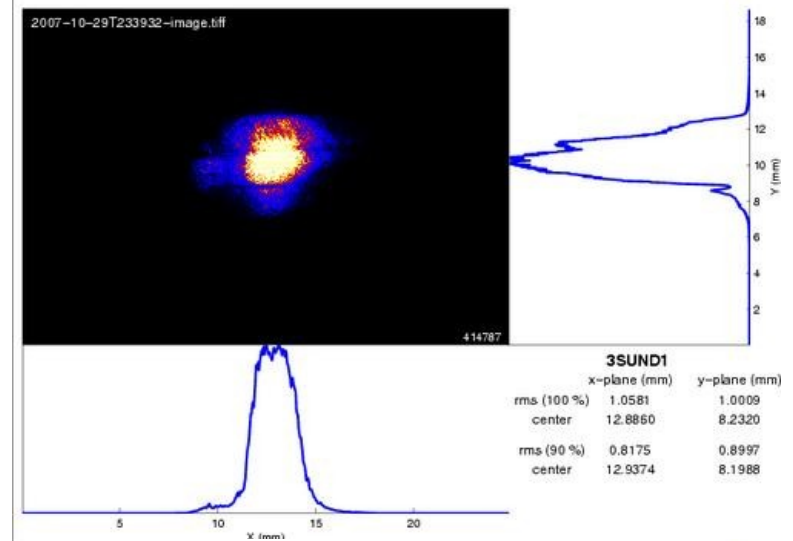 2007-10-29T233932-image.tiff
414787
18
16
14
12
10
8
6
4
2
Y (mm)
5 10 15 20
X (mm)
3SUND1
x-plane (mm) y-plane (mm)
rms (100 %) 1.0581 1.0009
center 12.8860 8.2320
rms (90 %) 0.8175 0.8997
center 12.9374 8.1988